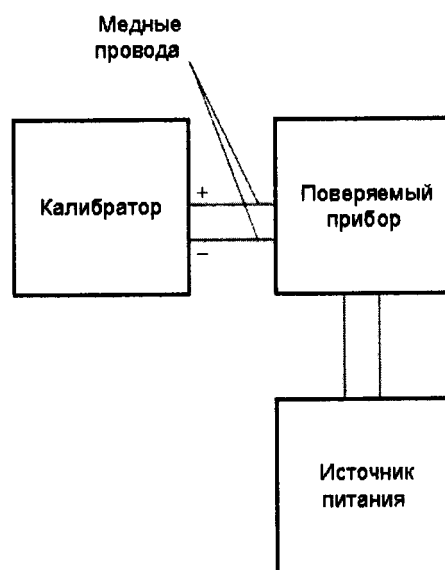 Медные
провода
+
Калибратор
Поверяемый
прибор
−
Источник
питания